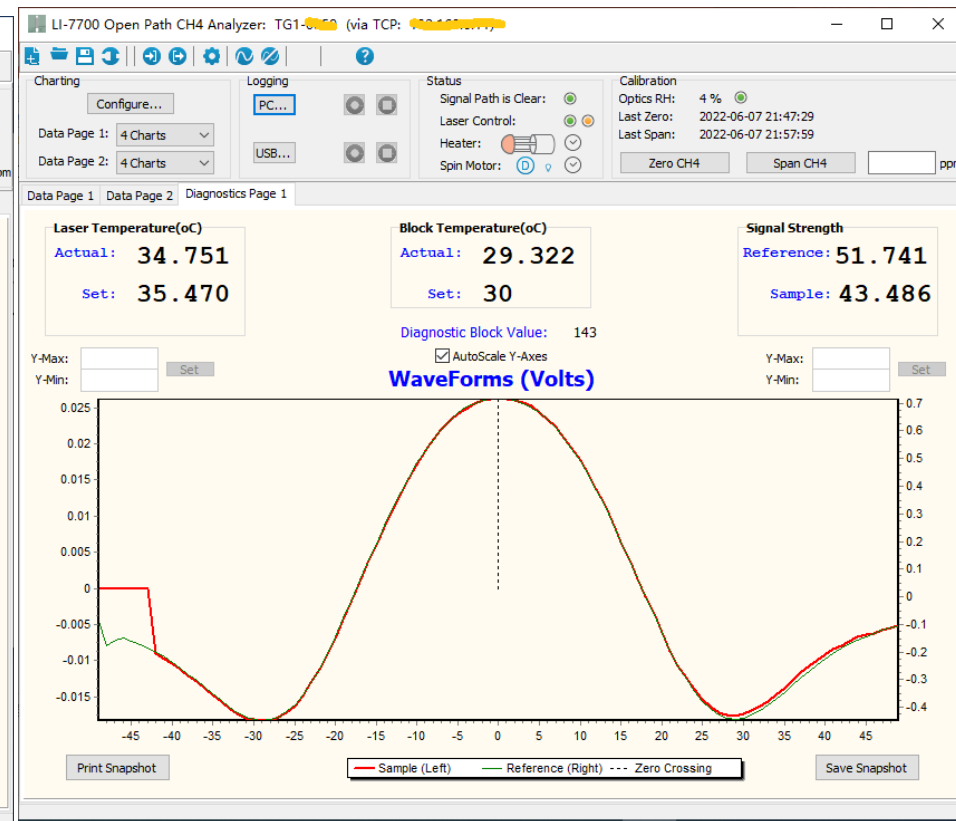 LI-7700 Open Path CH4 Analyzer: TG1- (via TCP:
Charting
Configure...
Data Page 1: 4 Charts
Data Page 2: 4 Charts
Logging
PC...
USB...
Status
Signal Path is Clear:
Laser Control:
Heater:
Spin Motor: D
Calibration
Optics RH: 4 %
Last Zero: 2022-06-07 21:47:29
Last Span: 2022-06-07 21:57:59
Zero CH4 Span CH4 ppm
Data Page 1 Data Page 2 Diagnostics Page 1
Laser Temperature(oC)
Actual: 34.751
Set: 35.470
Block Temperature(oC)
Actual: 29.322
Set: 30
Signal Strength
Reference: 51.741
Sample: 43.486
Diagnostic Block Value: 143
AutoScale Y-Axes
Y-Max:
Y-Min:
Set
Y-Max:
Y-Min:
Set
WaveForms (Volts)
0.025
0.02
0.015
0.01
0.005
0
-0.005
-0.01
-0.015
0.7
0.6
0.5
0.4
0.3
0.2
0.1
0
-0.1
-0.2
-0.3
-0.4
-45 -40 -35 -30 -25 -20 -15 -10 -5 0 5 10 15 20 25 30 35 40 45
Print Snapshot
Sample (Left) Reference (Right) Zero Crossing
Save Snapshot